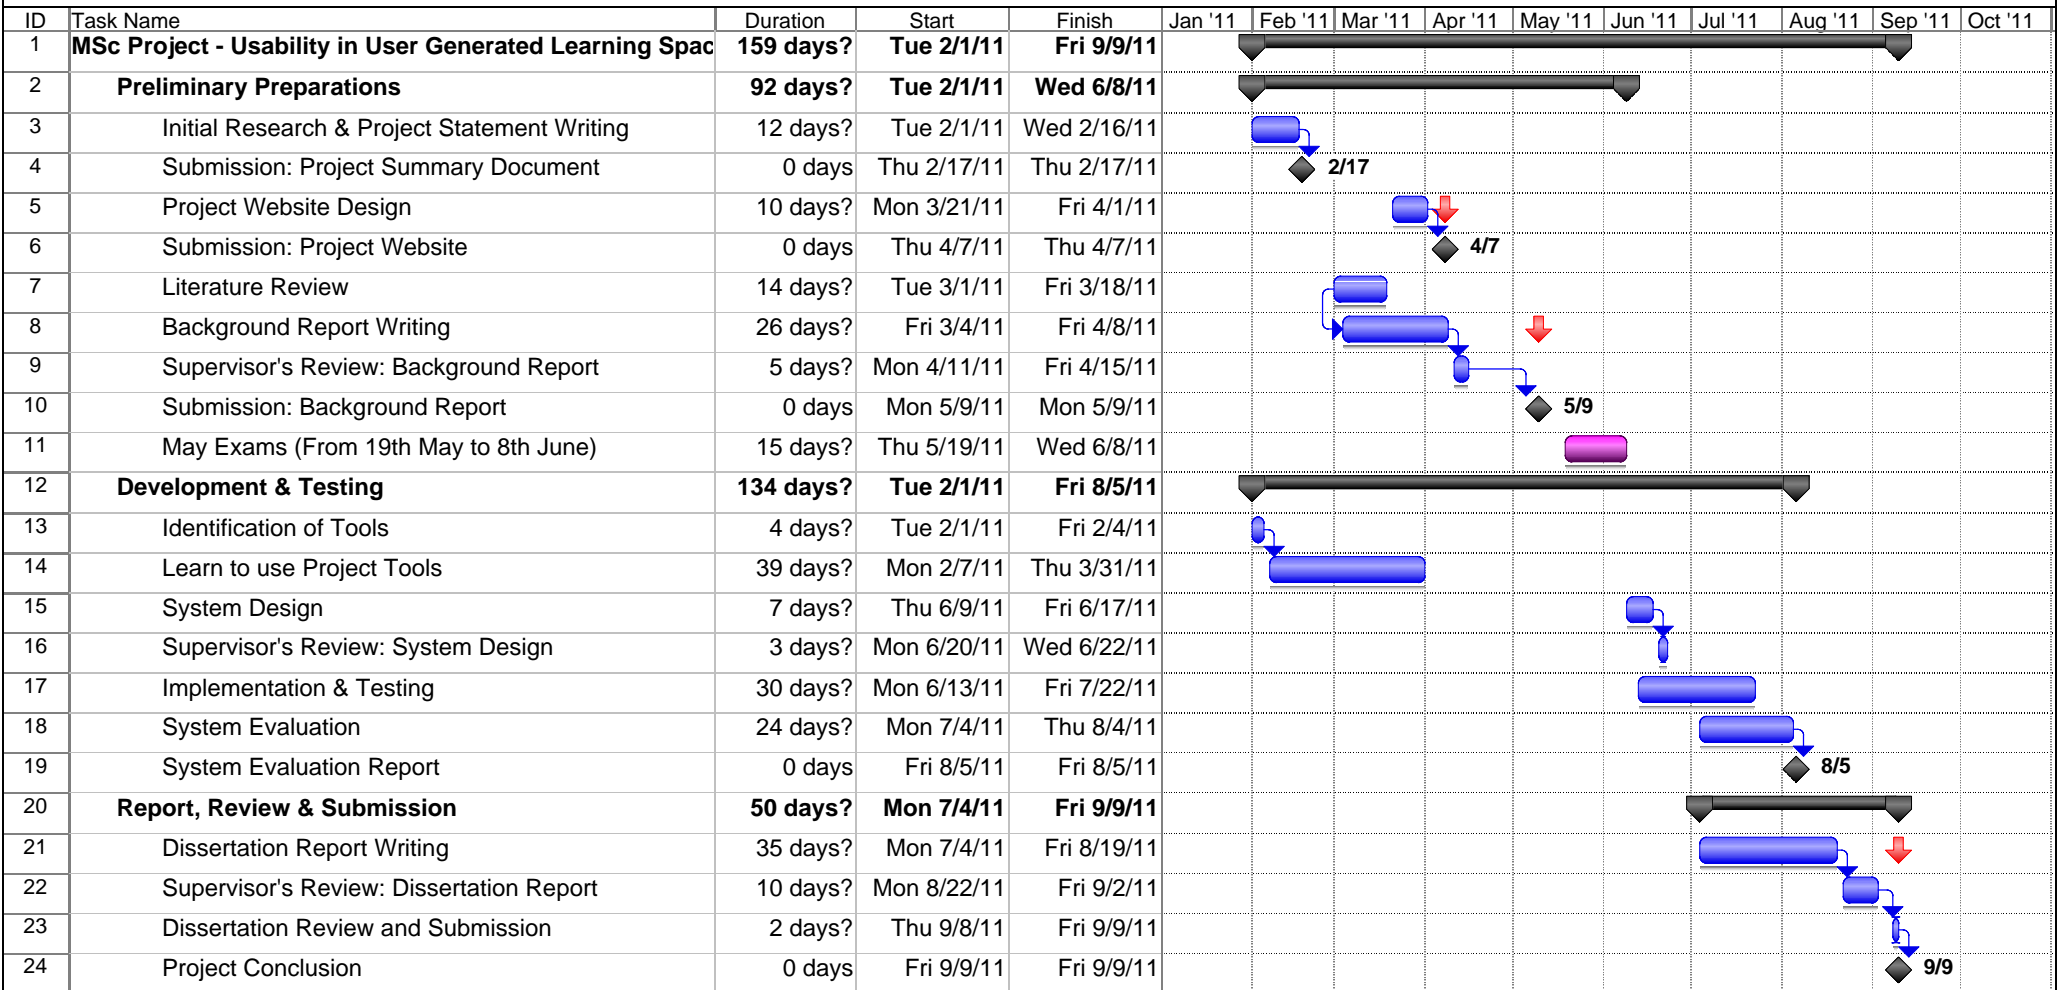 ID Task Name Duration Start Finish Jan '11 Feb '11 Mar '11 Apr '11 May '11 Jun '11 Jul '11 Aug '11 Sep '11 Oct '11
1 MSc Project - Usability in User Generated Learning Spac 159 days? Tue 2/1/11 Fri 9/9/11
2 Preliminary Preparations 92 days? Tue 2/1/11 Wed 6/8/11
3 Initial Research & Project Statement Writing 12 days? Tue 2/1/11 Wed 2/16/11
4 Submission: Project Summary Document 0 days Thu 2/17/11 Thu 2/17/11 2/17
5 Project Website Design 10 days? Mon 3/21/11 Fri 4/1/11
6 Submission: Project Website 0 days Thu 4/7/11 Thu 4/7/11 4/7
7 Literature Review 14 days? Tue 3/1/11 Fri 3/18/11
8 Background Report Writing 26 days? Fri 3/4/11 Fri 4/8/11
9 Supervisor's Review: Background Report 5 days? Mon 4/11/11 Fri 4/15/11
10 Submission: Background Report 0 days Mon 5/9/11 Mon 5/9/11 5/9
11 May Exams (From 19th May to 8th June) 15 days? Thu 5/19/11 Wed 6/8/11
12 Development & Testing 134 days? Tue 2/1/11 Fri 8/5/11
13 Identification of Tools 4 days? Tue 2/1/11 Fri 2/4/11
14 Learn to use Project Tools 39 days? Mon 2/7/11 Thu 3/31/11
15 System Design 7 days? Thu 6/9/11 Fri 6/17/11
16 Supervisor's Review: System Design 3 days? Mon 6/20/11 Wed 6/22/11
17 Implementation & Testing 30 days? Mon 6/13/11 Fri 7/22/11
18 System Evaluation 24 days? Mon 7/4/11 Thu 8/4/11
19 System Evaluation Report 0 days Fri 8/5/11 Fri 8/5/11 8/5
20 Report, Review & Submission 50 days? Mon 7/4/11 Fri 9/9/11
21 Dissertation Report Writing 35 days? Mon 7/4/11 Fri 8/19/11
22 Supervisor's Review: Dissertation Report 10 days? Mon 8/22/11 Fri 9/2/11
23 Dissertation Review and Submission 2 days? Thu 9/8/11 Fri 9/9/11
24 Project Conclusion 0 days Fri 9/9/11 Fri 9/9/11 9/9